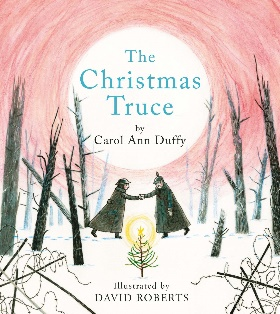 The
Christmas
Truce
by
Carol Ann Duffy
Illustrated by
DAVID ROBERTS